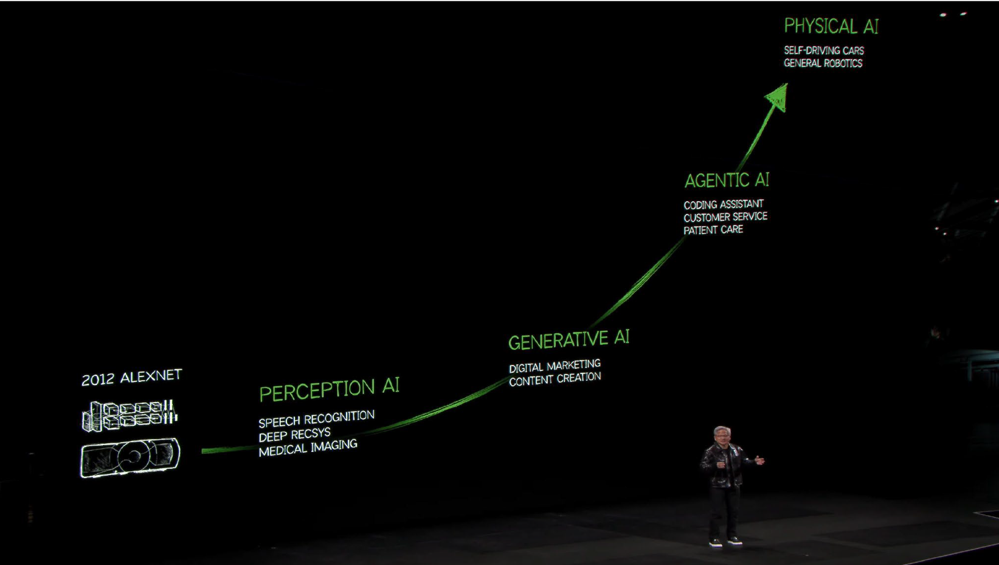 PHYSICAL AI
SELF-DRIVING CARS
GENERAL ROBOTICS
AGENTIC AI
CODING ASSISTANT
CUSTOMER SERVICE
PATIENT CARE
GENERATIVE AI
DIGITAL MARKETING
CONTENT CREATION
PERCEPTION AI
SPEECH RECOGNITION
DEEP RECSYS
MEDICAL IMAGING
2012 ALEXNET